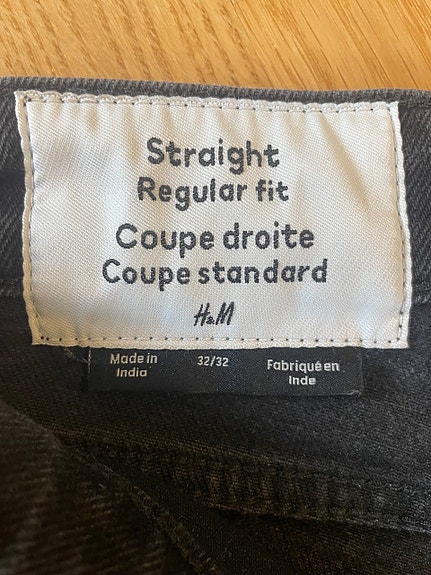 Straight
Regular fit
Coupe droite
Coupe standard
H&M
Made in
India
32/32
Fabriqué en
Inde